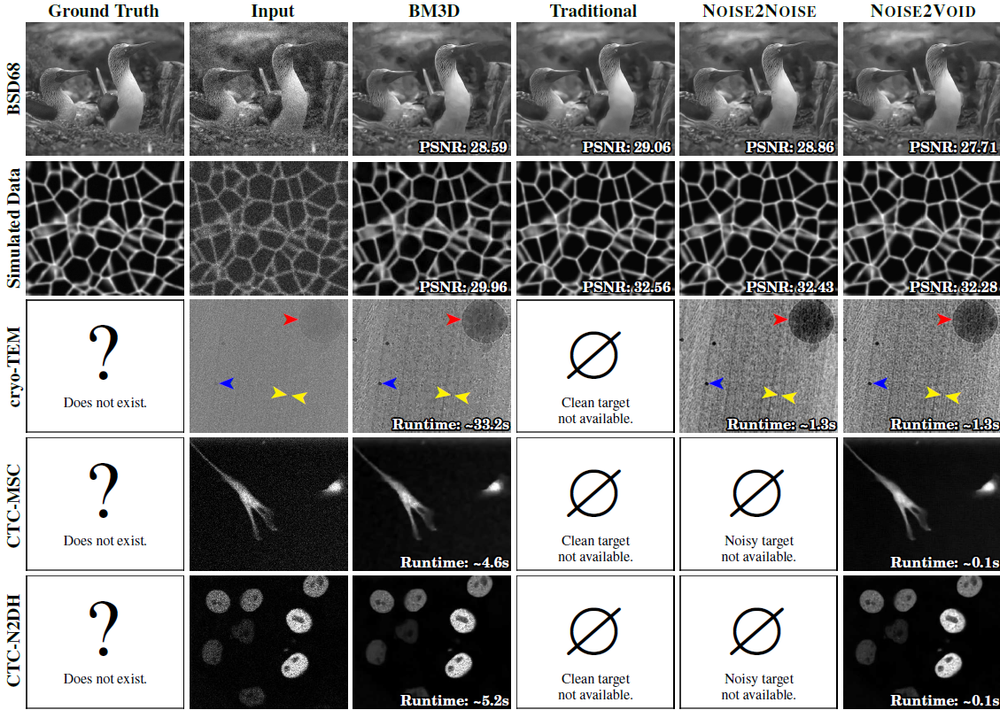 Ground Truth
Input
BM3D
Traditional
NOISE2NOISE
NOISE2VOID
BSD68
PSNR: 28.59
PSNR: 29.06
PSNR: 28.86
PSNR: 27.71
Simulated Data
PSNR: 29.96
PSNR: 32.56
PSNR: 32.43
PSNR: 32.28
cryo-TEM
?
Does not exist.
Runtime: ~33.2s
Clean target
not available.
Runtime: ~1.3s
Runtime: ~1.3s
CTC-MSC
?
Does not exist.
Runtime: ~4.6s
Clean target
not available.
Noisy target
not available.
Runtime: ~0.1s
CTC-N2DH
?
Does not exist.
Runtime: ~5.2s
Clean target
not available.
Noisy target
not available.
Runtime: ~0.1s